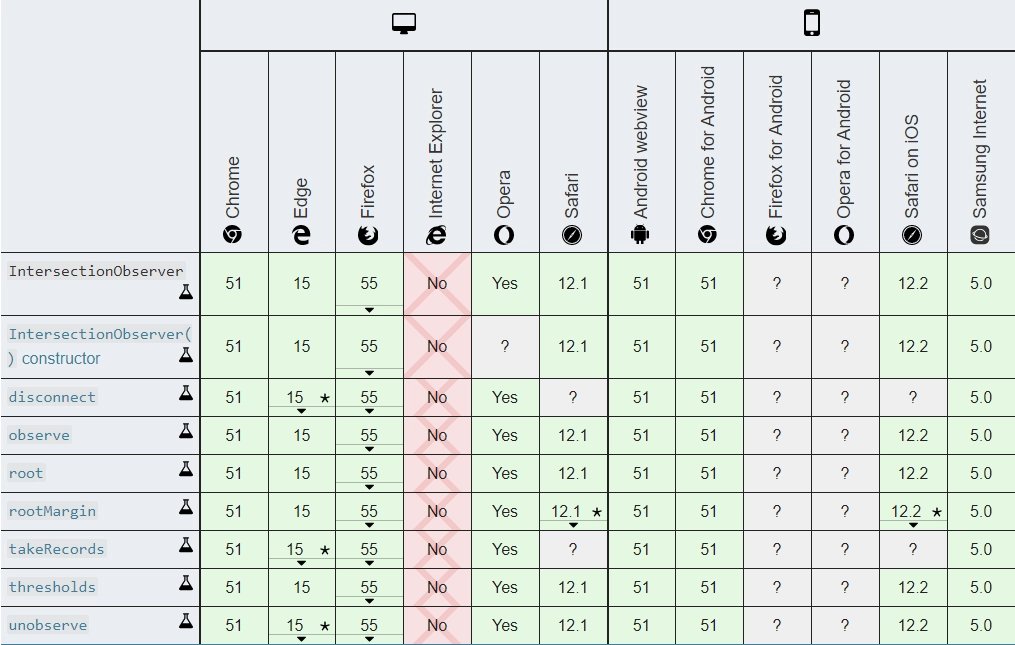 Chrome Edge Firefox Internet Explorer Opera Safari Android webview Chrome for Android Firefox for Android Opera for Android Safari on iOS Samsung Internet
IntersectionObserver 51 15 55 No Yes 12.1 51 51 ? ? 12.2 5.0
IntersectionObserver(
) constructor 51 15 55 No ? 12.1 51 51 ? ? 12.2 5.0
disconnect 51 15 * 55 No Yes ? 51 51 ? ? ? 5.0
observe 51 15 55 No Yes 12.1 51 51 ? ? 12.2 5.0
root 51 15 55 No Yes 12.1 51 51 ? ? 12.2 5.0
rootMargin 51 15 55 No Yes 12.1 * 51 51 ? ? 12.2 * 5.0
takeRecords 51 15 * 55 No Yes ? 51 51 ? ? ? 5.0
thresholds 51 15 55 No Yes 12.1 51 51 ? ? 12.2 5.0
unobserve 51 15 * 55 No Yes 12.1 51 51 ? ? 12.2 5.0